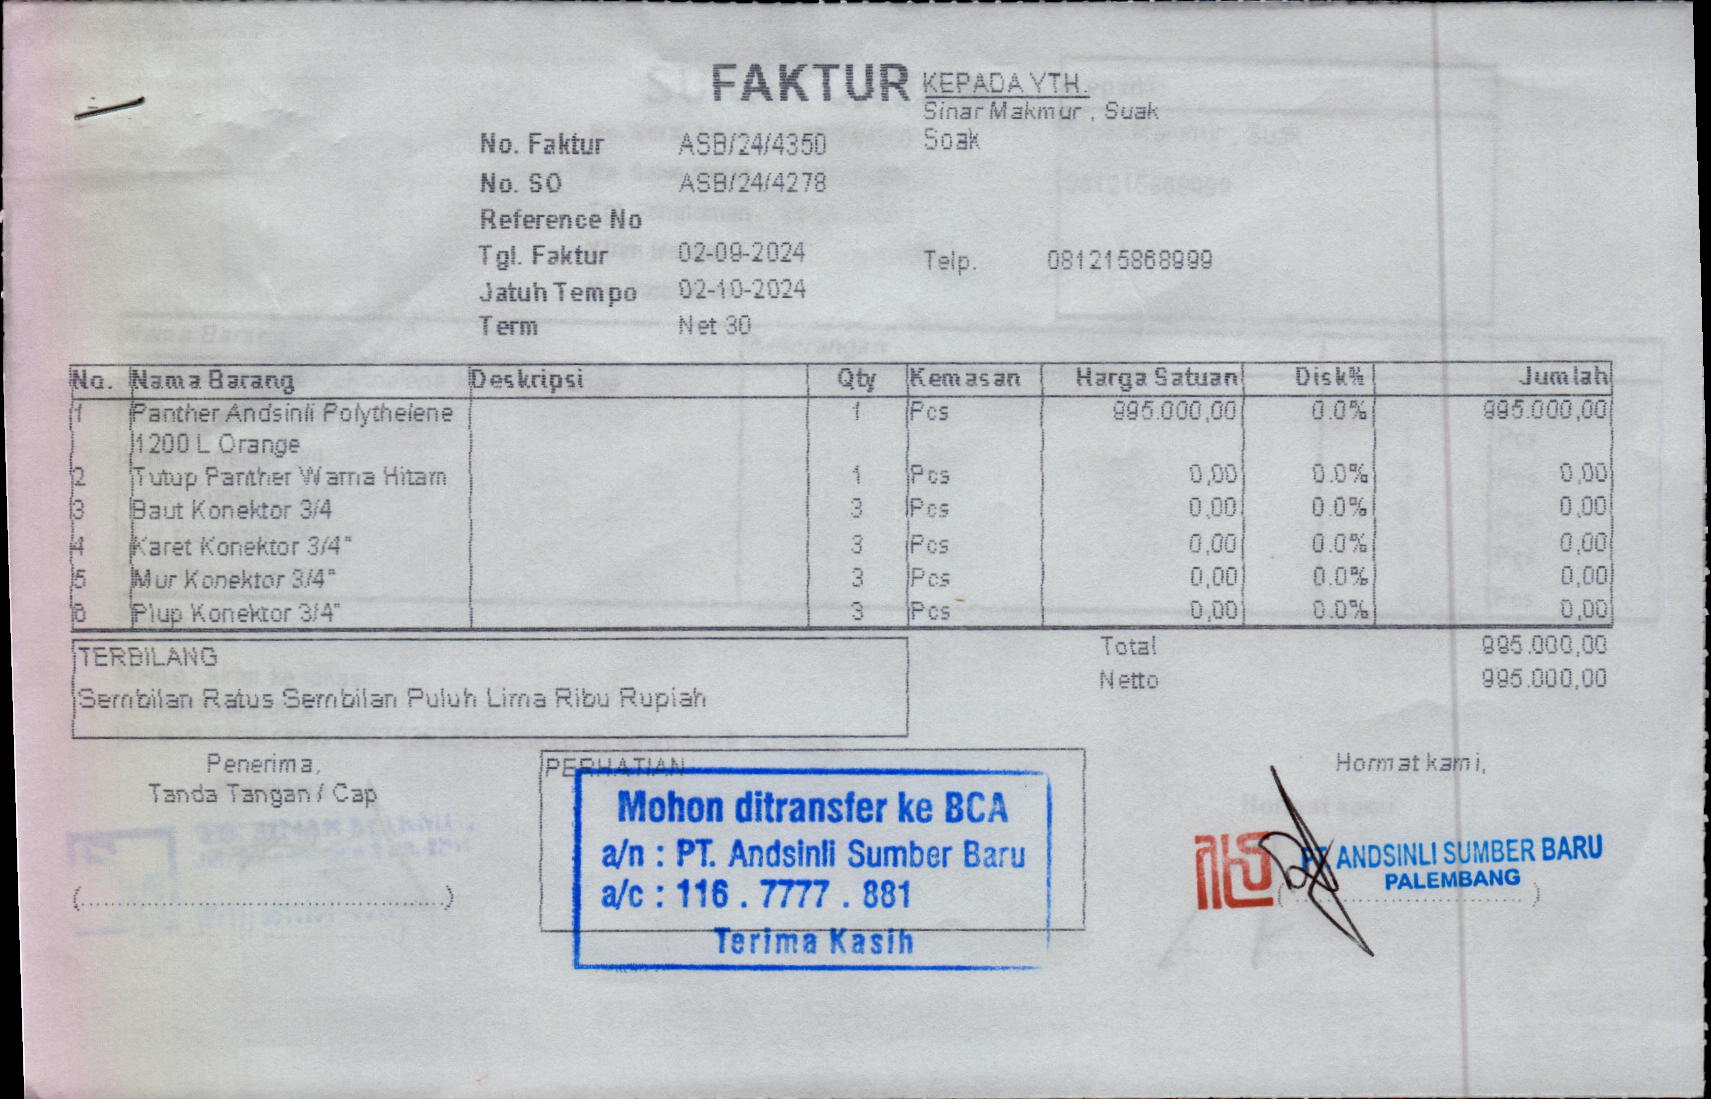 FAKTUR
KEPADA YTH.
Sinar Makmur , Suak
Soak
No. Faktur ASB/24/4350
No. SO ASB/24/4278
Reference No
Tgl. Faktur 02-09-2024
Telp. 081215868999
Jatuh Tempo 02-10-2024
Term Net 30
No. Nama Barang Deskripsi Qty Kemasan Harga Satuan Disk% Jumlah
1 Panther Andsinli Polythelene 1 Pcs 995.000,00 0.0% 995.000,00
1200 L Orange
2 Tutup Panther Warna Hitam 1 Pcs 0,00 0.0% 0,00
3 Baut Konektor 3/4 3 Pcs 0,00 0.0% 0,00
4 Karet Konektor 3/4" 3 Pcs 0,00 0.0% 0,00
5 Mur Konektor 3/4" 3 Pcs 0,00 0.0% 0,00
6 Plup Konektor 3/4" 3 Pcs 0,00 0.0% 0,00
TERBILANG
Sembilan Ratus Sembilan Puluh Lima Ribu Rupiah
Total 995.000,00
Netto 995.000,00
Penerima,
Tanda Tangan / Cap
(........................................................)
PERHATIAN
Mohon ditransfer ke BCA
a/n : PT. Andsinli Sumber Baru
a/c : 116 . 7777 . 881
Terima Kasih
Hormat kami,
PT. ANDSINLI SUMBER BARU
PALEMBANG
(........................................)